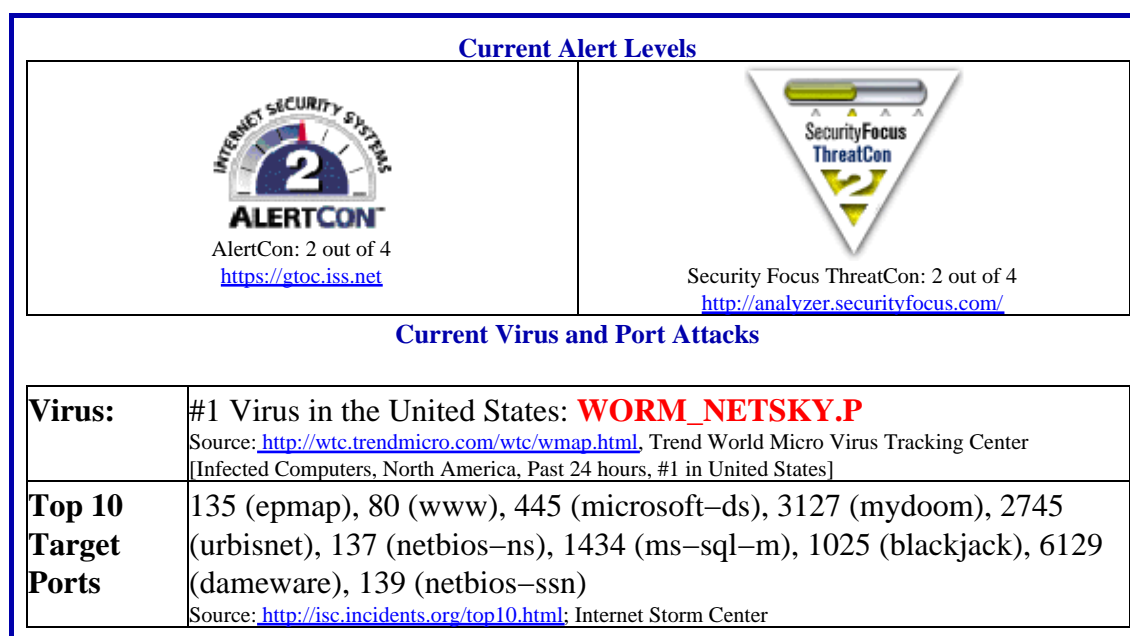 Current Alert Levels
INTERNET SECURITY SYSTEMS
2
ALERTCON™
AlertCon: 2 out of 4
https://gtoc.iss.net
SecurityFocus
ThreatCon
2
Security Focus ThreatCon: 2 out of 4
http://analyzer.securityfocus.com/
Current Virus and Port Attacks
Virus:
#1 Virus in the United States: WORM_NETSKY.P
Source: http://wtc.trendmicro.com/wtc/wmap.html, Trend World Micro Virus Tracking Center
[Infected Computers, North America, Past 24 hours, #1 in United States]
Top 10
Target
Ports
135 (epmap), 80 (www), 445 (microsoft−ds), 3127 (mydoom), 2745
(urbisnet), 137 (netbios−ns), 1434 (ms−sql−m), 1025 (blackjack), 6129
(dameware), 139 (netbios−ssn)
Source: http://isc.incidents.org/top10.html; Internet Storm Center